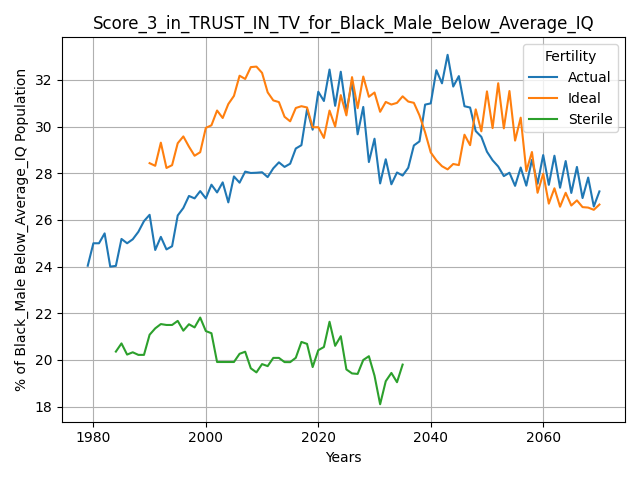 Score_3_in_TRUST_IN_TV_for_Black_Male_Below_Average_IQ
% of Black_Male Below_Average_IQ Population
32
30
28
26
24
22
20
18
Fertility
Actual
Ideal
Sterile
1980
2000
2020
2040
2060
Years